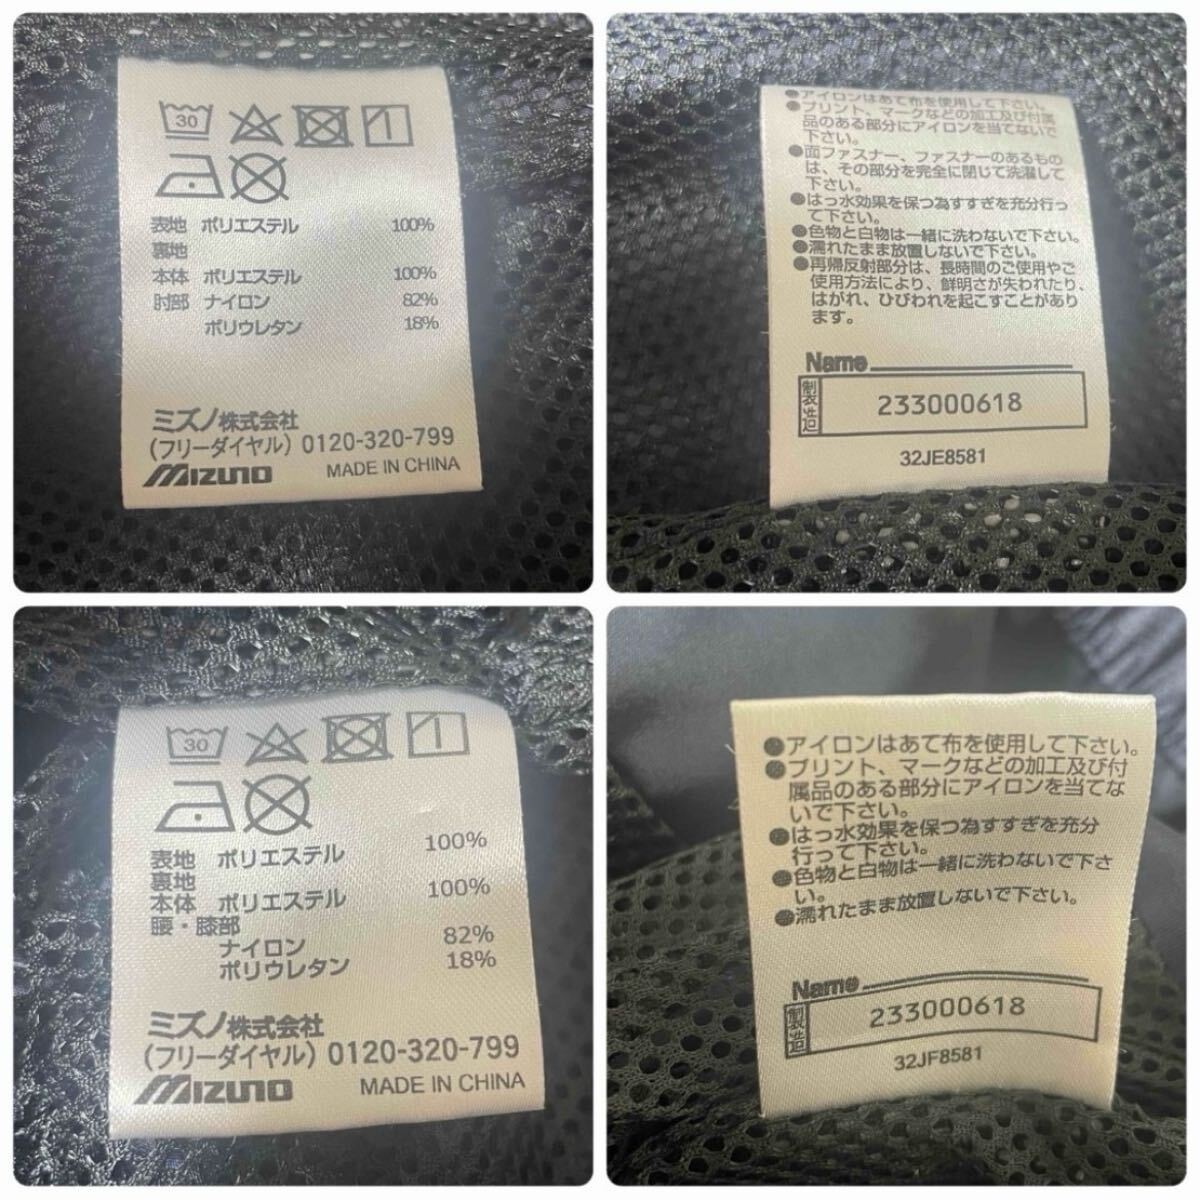 30
表地 ポリエステル 100%
裏地
本体 ポリエステル 100%
肘部 ナイロン 82%
ポリウレタン 18%
ミズノ株式会社
(フリーダイヤル) 0120-320-799
MIZUNO MADE IN CHINA
●アイロンはあて布を使用して下さい。
●プリント、マークなどの加工及び付属
品のある部分にアイロンを当てないで
下さい。
●面ファスナー、ファスナーのあるもの
は、その部分を完全に閉じて洗濯して
下さい。
●はっ水効果を保つ為すすぎを充分行っ
て下さい。
●色物と白物は一緒に洗わないで下さい。
●濡れたまま放置しないで下さい。
●再帰反射部分は、長時間のご使用やご
使用方法により、鮮明さが失われたり、
はがれ、ひびわれを起こすことがあり
ます。
Name
製造 233000618
32JE8581
30
表地 ポリエステル 100%
裏地
本体 ポリエステル 100%
腰・膝部
ナイロン 82%
ポリウレタン 18%
ミズノ株式会社
(フリーダイヤル) 0120-320-799
MIZUNO MADE IN CHINA
●アイロンはあて布を使用して下さい。
●プリント、マークなどの加工及び付
属品のある部分にアイロンを当てな
いで下さい。
●はっ水効果を保つ為すすぎを充分
行って下さい。
●色物と白物は一緒に洗わないで下さ
い。
●濡れたまま放置しないで下さい。
Name
製造 233000618
32JF8581